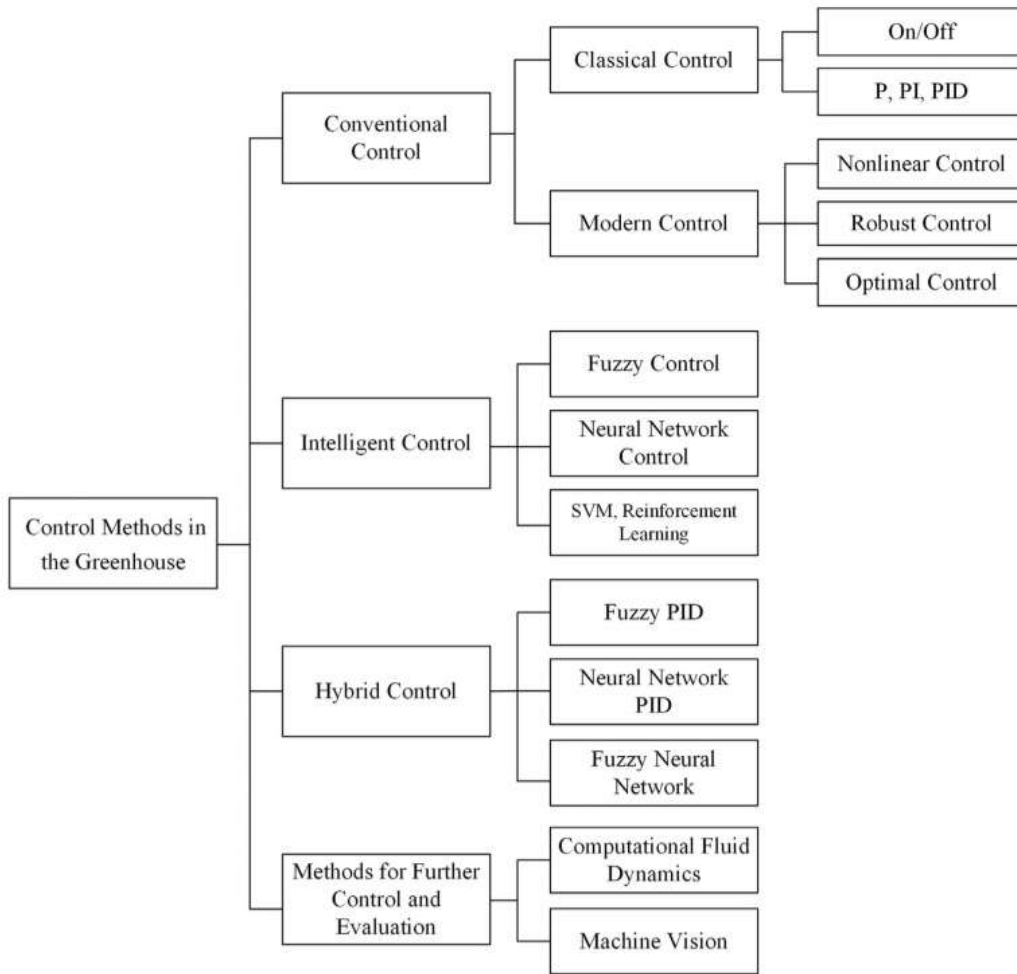 Control Methods in
the Greenhouse
Conventional
Control
Classical Control
On/Off
P, PI, PID
Modern Control
Nonlinear Control
Robust Control
Optimal Control
Intelligent Control
Fuzzy Control
Neural Network
Control
SVM, Reinforcement
Learning
Hybrid Control
Fuzzy PID
Neural Network
PID
Fuzzy Neural
Network
Methods for Further
Control and
Evaluation
Computational Fluid
Dynamics
Machine Vision